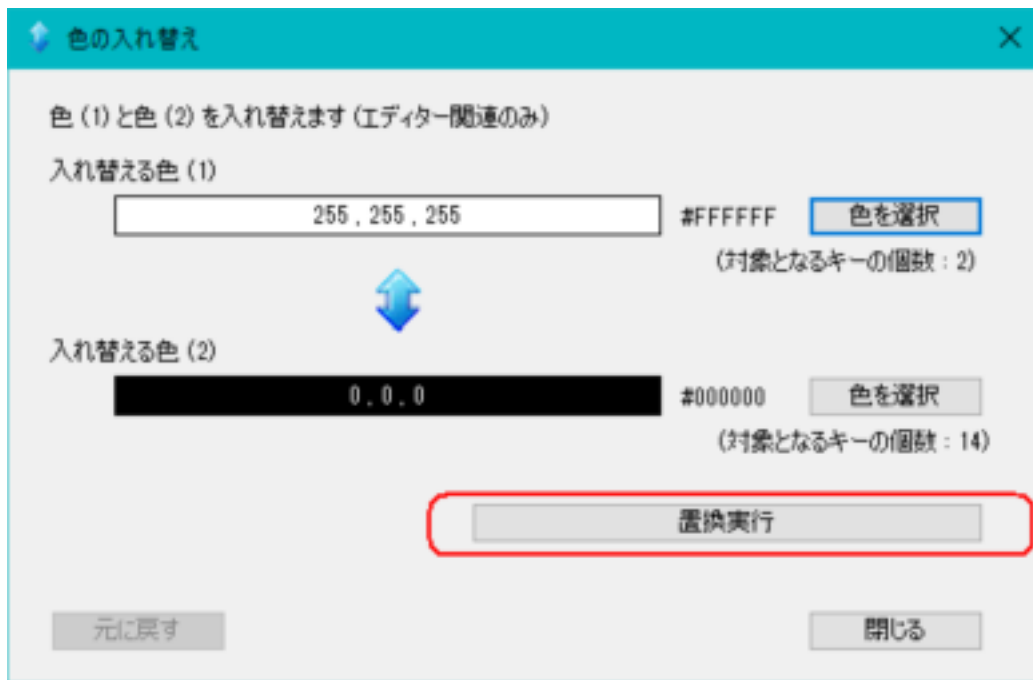 色の入れ替え
色 (1) と色 (2) を入れ替えます (エディター関連のみ)
入れ替える色 (1)
255 , 255 , 255 #FFFFFF 色を選択
(対象となるキーの個数 : 2)
入れ替える色 (2)
0 , 0 , 0 #000000 色を選択
(対象となるキーの個数 : 14)
置換実行
元に戻す 閉じる